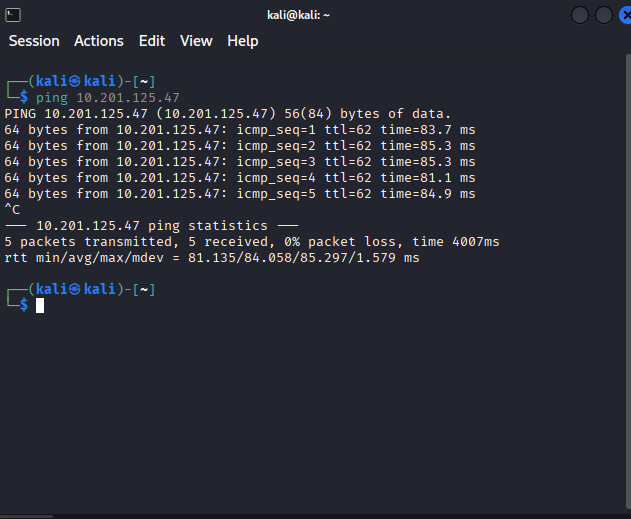 kali@kali: ~
Session Actions Edit View Help
┌──(kali㉿kali)-[~]
└─$ ping 10.201.125.47
PING 10.201.125.47 (10.201.125.47) 56(84) bytes of data.
64 bytes from 10.201.125.47: icmp_seq=1 ttl=62 time=83.7 ms
64 bytes from 10.201.125.47: icmp_seq=2 ttl=62 time=85.3 ms
64 bytes from 10.201.125.47: icmp_seq=3 ttl=62 time=85.3 ms
64 bytes from 10.201.125.47: icmp_seq=4 ttl=62 time=81.1 ms
64 bytes from 10.201.125.47: icmp_seq=5 ttl=62 time=84.9 ms
^C
--- 10.201.125.47 ping statistics ---
5 packets transmitted, 5 received, 0% packet loss, time 4007ms
rtt min/avg/max/mdev = 81.135/84.058/85.297/1.579 ms
┌──(kali㉿kali)-[~]
└─$